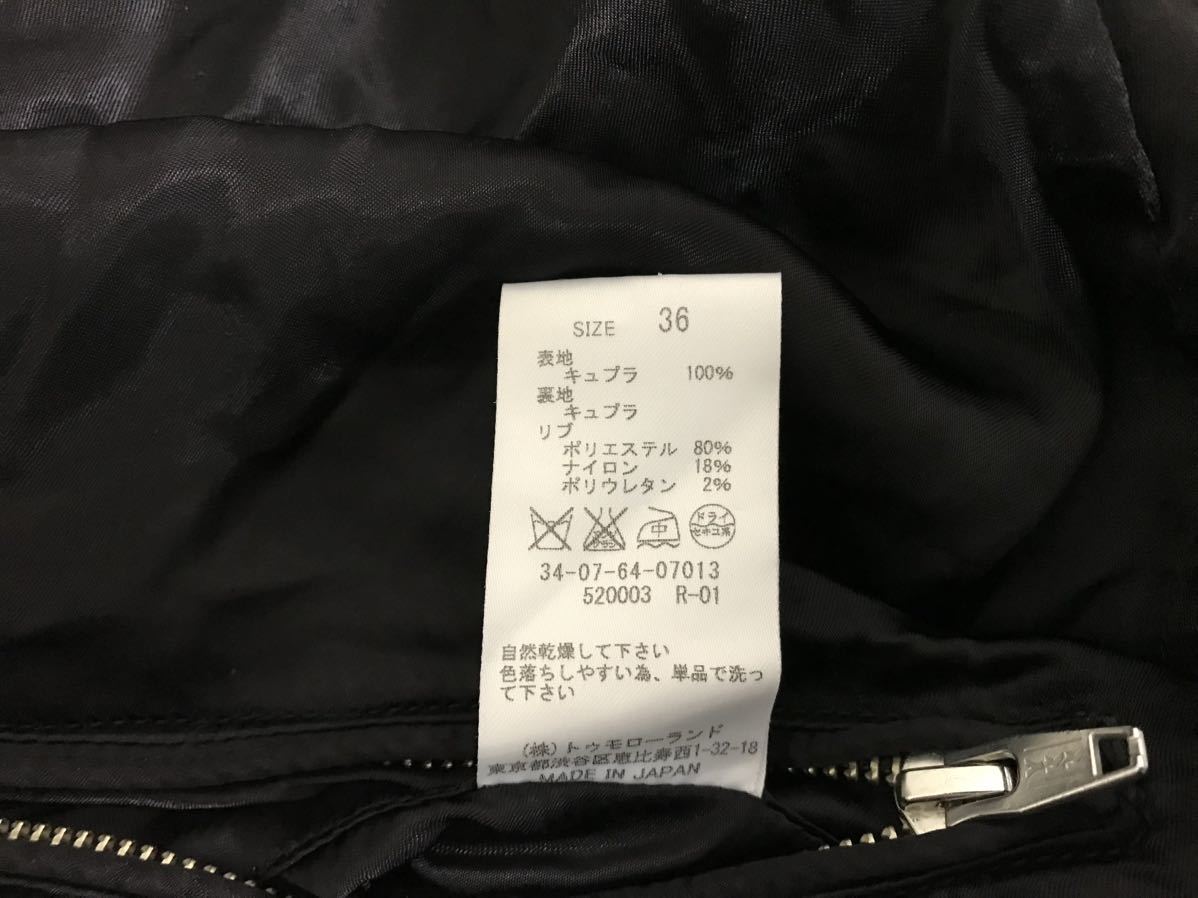 SIZE 36
表地
キュプラ 100%
裏地
キュプラ
リブ
ポリエステル 80%
ナイロン 18%
ポリウレタン 2%
中 ドライ
セキユ系
34-07-64-07013
520003 R-01
自然乾燥して下さい
色落ちしやすい為、単品で洗っ
て下さい
(株)トゥモローランド
東京都渋谷区恵比寿西1-32-18
MADE IN JAPAN